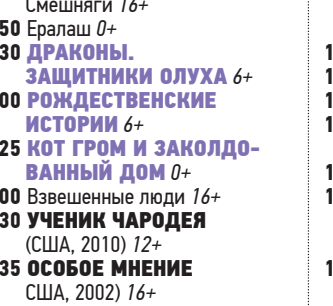 Смешняги 16+
50 Ералаш 0+
30 ДРАКОНЫ.
ЗАЩИТНИКИ ОЛУХА 6+
00 РОЖДЕСТВЕНСКИЕ
ИСТОРИИ 6+
25 КОТ ГРОМ И ЗАКОЛДО-
ВАННЫЙ ДОМ 0+
00 Взвешенные люди 16+
30 УЧЕНИК ЧАРОДЕЯ
(США, 2010) 12+
35 ОСОБОЕ МНЕНИЕ
США, 2002) 16+